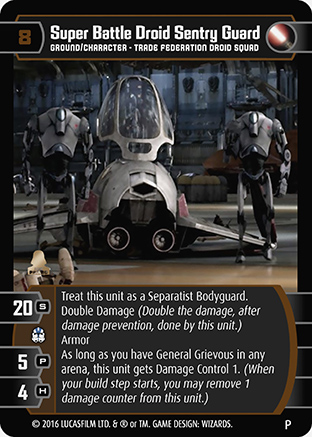 8 Super Battle Droid Sentry Guard
GROUND/CHARACTER - TRADE FEDERATION DROID SQUAD
Treat this unit as a Separatist Bodyguard.
20 S Double Damage (Double the damage, after
damage prevention, done by this unit.)
Armor
5 P As long as you have General Grievous in any
arena, this unit gets Damage Control 1. (When
4 H your build step starts, you may remove 1
damage counter from this unit.)
© 2016 LUCASFILM LTD. & ® or TM. GAME DESIGN: WIZARDS. P